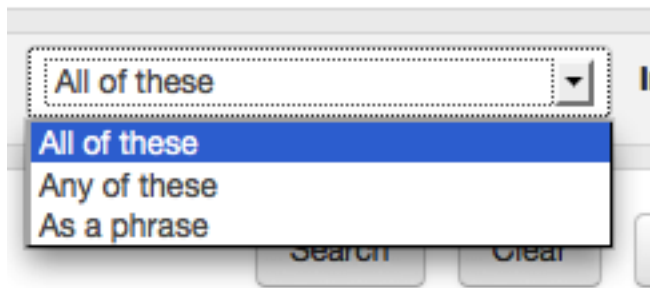 All of these
All of these
Any of these
As a phrase
Search Clear